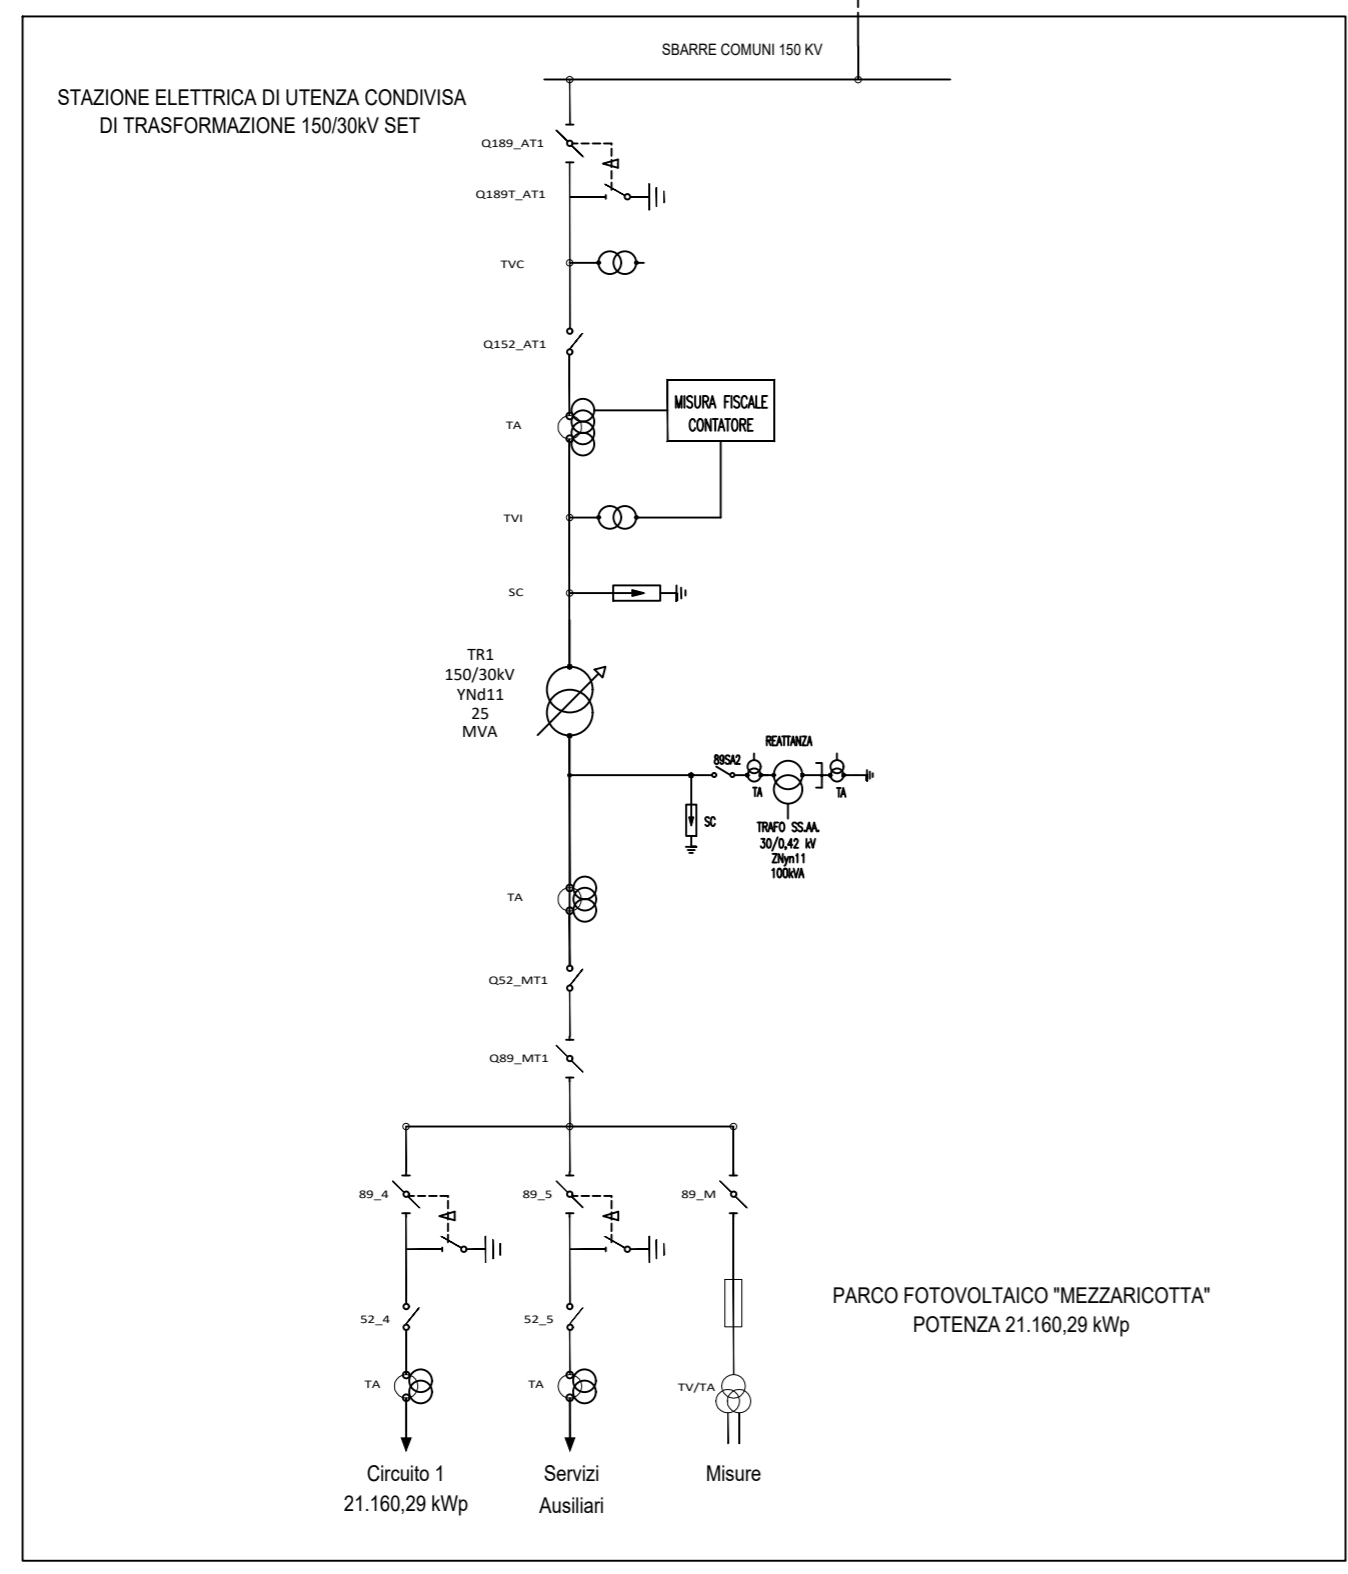 SBARRE COMUNI 150 KV
STAZIONE ELETTRICA DI UTENZA CONDIVISA
DI TRASFORMAZIONE 150/30kV SET
Q189_AT1
Q189T_AT1
TVC
Q152_AT1
MISURA FISCALE
CONTATORE
TA
TVI
SC
TR1
150/30kV
YNd11
25
MVA
REATTANZA
89SA2
TA
TA
SC
TRAFO SS.AA.
30/0,42 kV
ZNyn11
100kVA
TA
Q52_MT1
Q89_MT1
89_4
89_5
89_M
PARCO FOTOVOLTAICO "MEZZARICOTTA"
POTENZA 21.160,29 kWp
52_4
52_5
TA
TA
TV/TA
Circuito 1
21.160,29 kWp
Servizi
Ausiliari
Misure